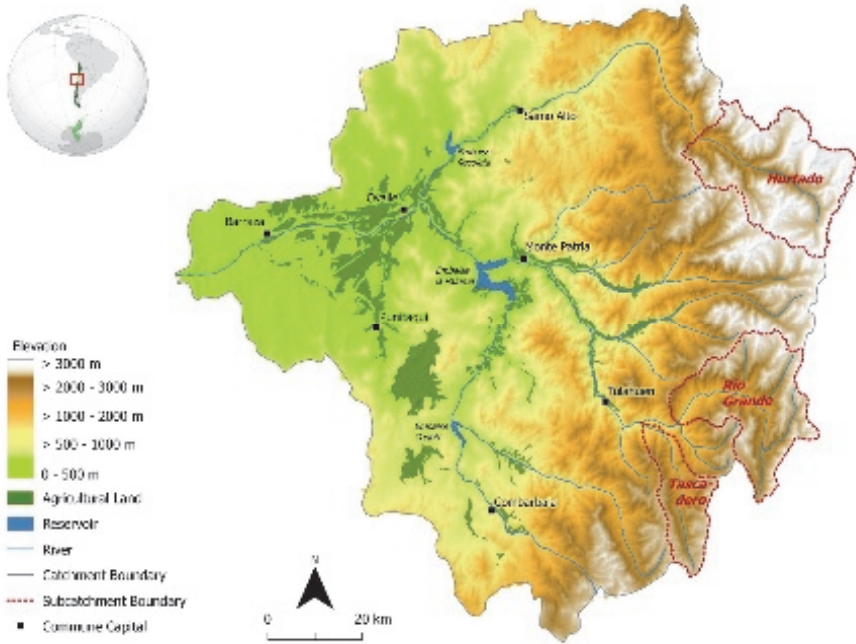 Samo Alto
Hurtado
Ovalle
Barraza
Monte Patria
Punitaqui
Elevation
> 3000 m
> 2000 - 3000 m
> 1000 - 2000 m
> 500 - 1000 m
0 - 500 m
Agricultural Land
Reservoir
River
Catchment Boundary
Subcatchment Boundary
Commune Capital
Tulahuen
Rio
Grande
Tasca-
dero
Combarbala
N
0 20 km